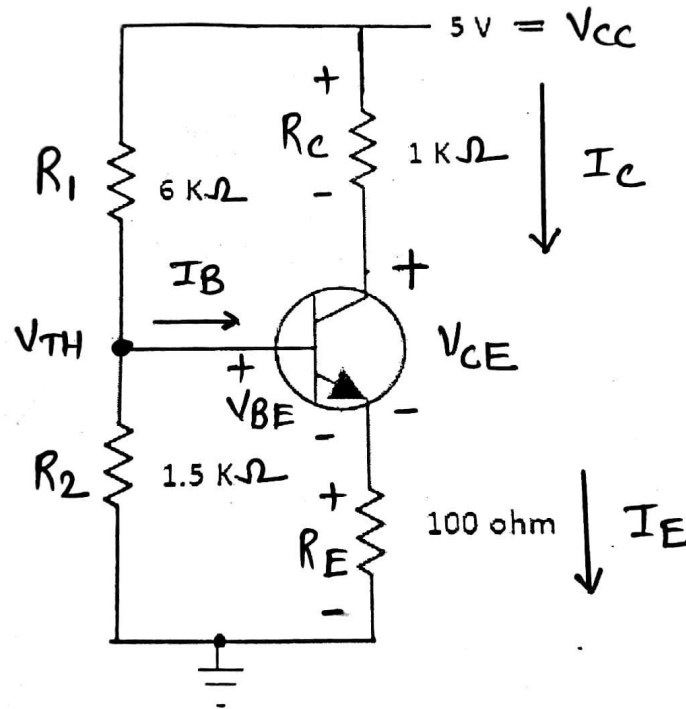 5 V = VCC
+
RC
1 KΩ
-
IC
R1
6 KΩ
IB
+
VTH
+
VBE
-
VCE
-
R2
1.5 KΩ
+
RE
100 ohm
IE
-